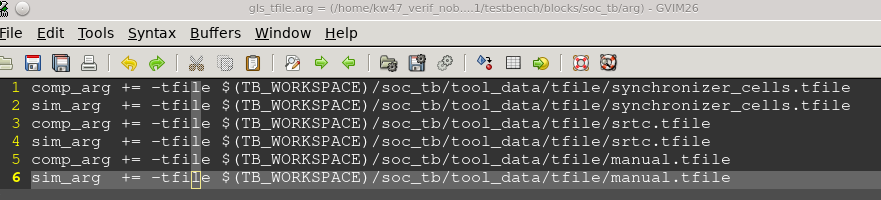 gls_tfile.arg = (/home/kw47_verif_nob....1/testbench/blocks/soc_tb/arg) - GVIM26
File Edit Tools Syntax Buffers Window Help
1 comp_arg += -tfile $(TB_WORKSPACE)/soc_tb/tool_data/tfile/synchronizer_cells.tfile
2 sim_arg  += -tfile $(TB_WORKSPACE)/soc_tb/tool_data/tfile/synchronizer_cells.tfile
3 comp_arg += -tfile $(TB_WORKSPACE)/soc_tb/tool_data/tfile/srtc.tfile
4 sim_arg  += -tfile $(TB_WORKSPACE)/soc_tb/tool_data/tfile/srtc.tfile
5 comp_arg += -tfile $(TB_WORKSPACE)/soc_tb/tool_data/tfile/manual.tfile
6 sim_arg  += -tfile $(TB_WORKSPACE)/soc_tb/tool_data/tfile/manual.tfile